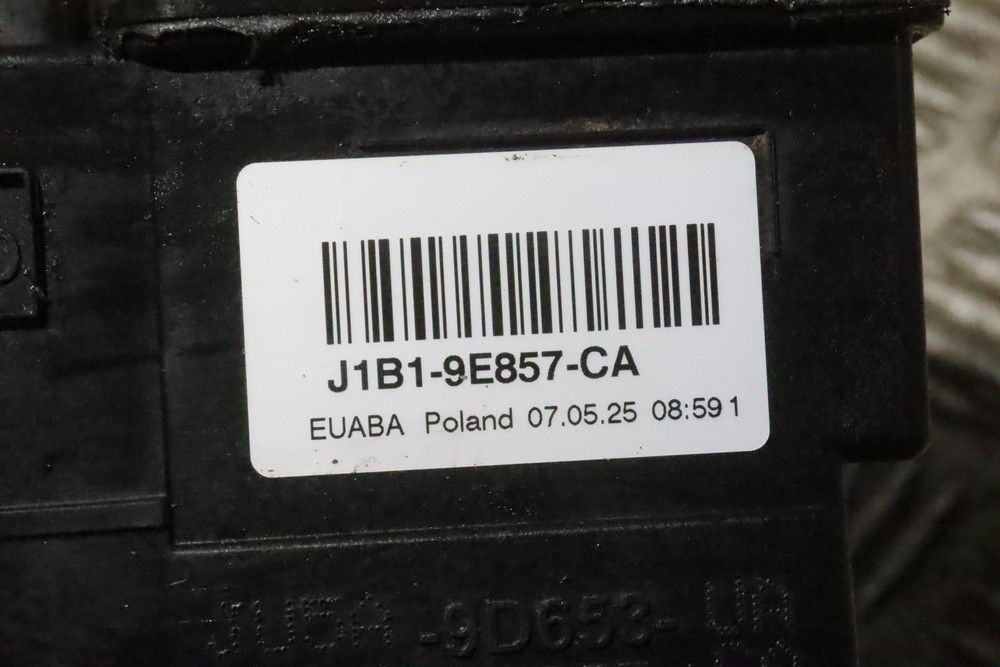 J1B1-9E857-CA
EUABA Poland 07.05.25 08:59 1
-9D653-